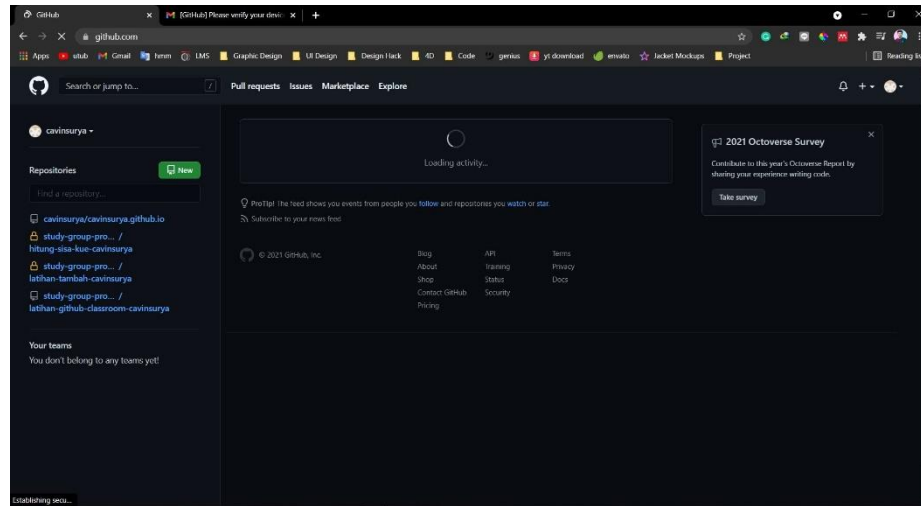 GitHub
[GitHub] Please verify your devic
github.com
Apps
stub
Gmail
LMS
Graphic Design
UI Design
Design Hack
4D
Code
genius
yt download
envato
Jacket Mockups
Project
Reading lis
Search or jump to...
/
Pull requests Issues Marketplace Explore
cavinsurya
Repositories
New
Find a repository...
cavinsurya/cavinsurya.github.io
study-group-pro... /
hitung-sisa-kue-cavinsurya
study-group-pro... /
latihan-tambah-cavinsurya
study-group-pro... /
latihan-github-classroom-cavinsurya
Your teams
You don't belong to any teams yet!
Loading activity...
ProTip! The feed shows you events from people you follow and repositories you watch or star.
Subscribe to your news feed
© 2021 GitHub, Inc.
Blog
About
Shop
Contact GitHub
Pricing
API
Training
Status
Security
Terms
Privacy
Docs
2021 Octoverse Survey
Contribute to this year's Octoverse Report by
sharing your experience writing code.
Take survey
Establishing secu...